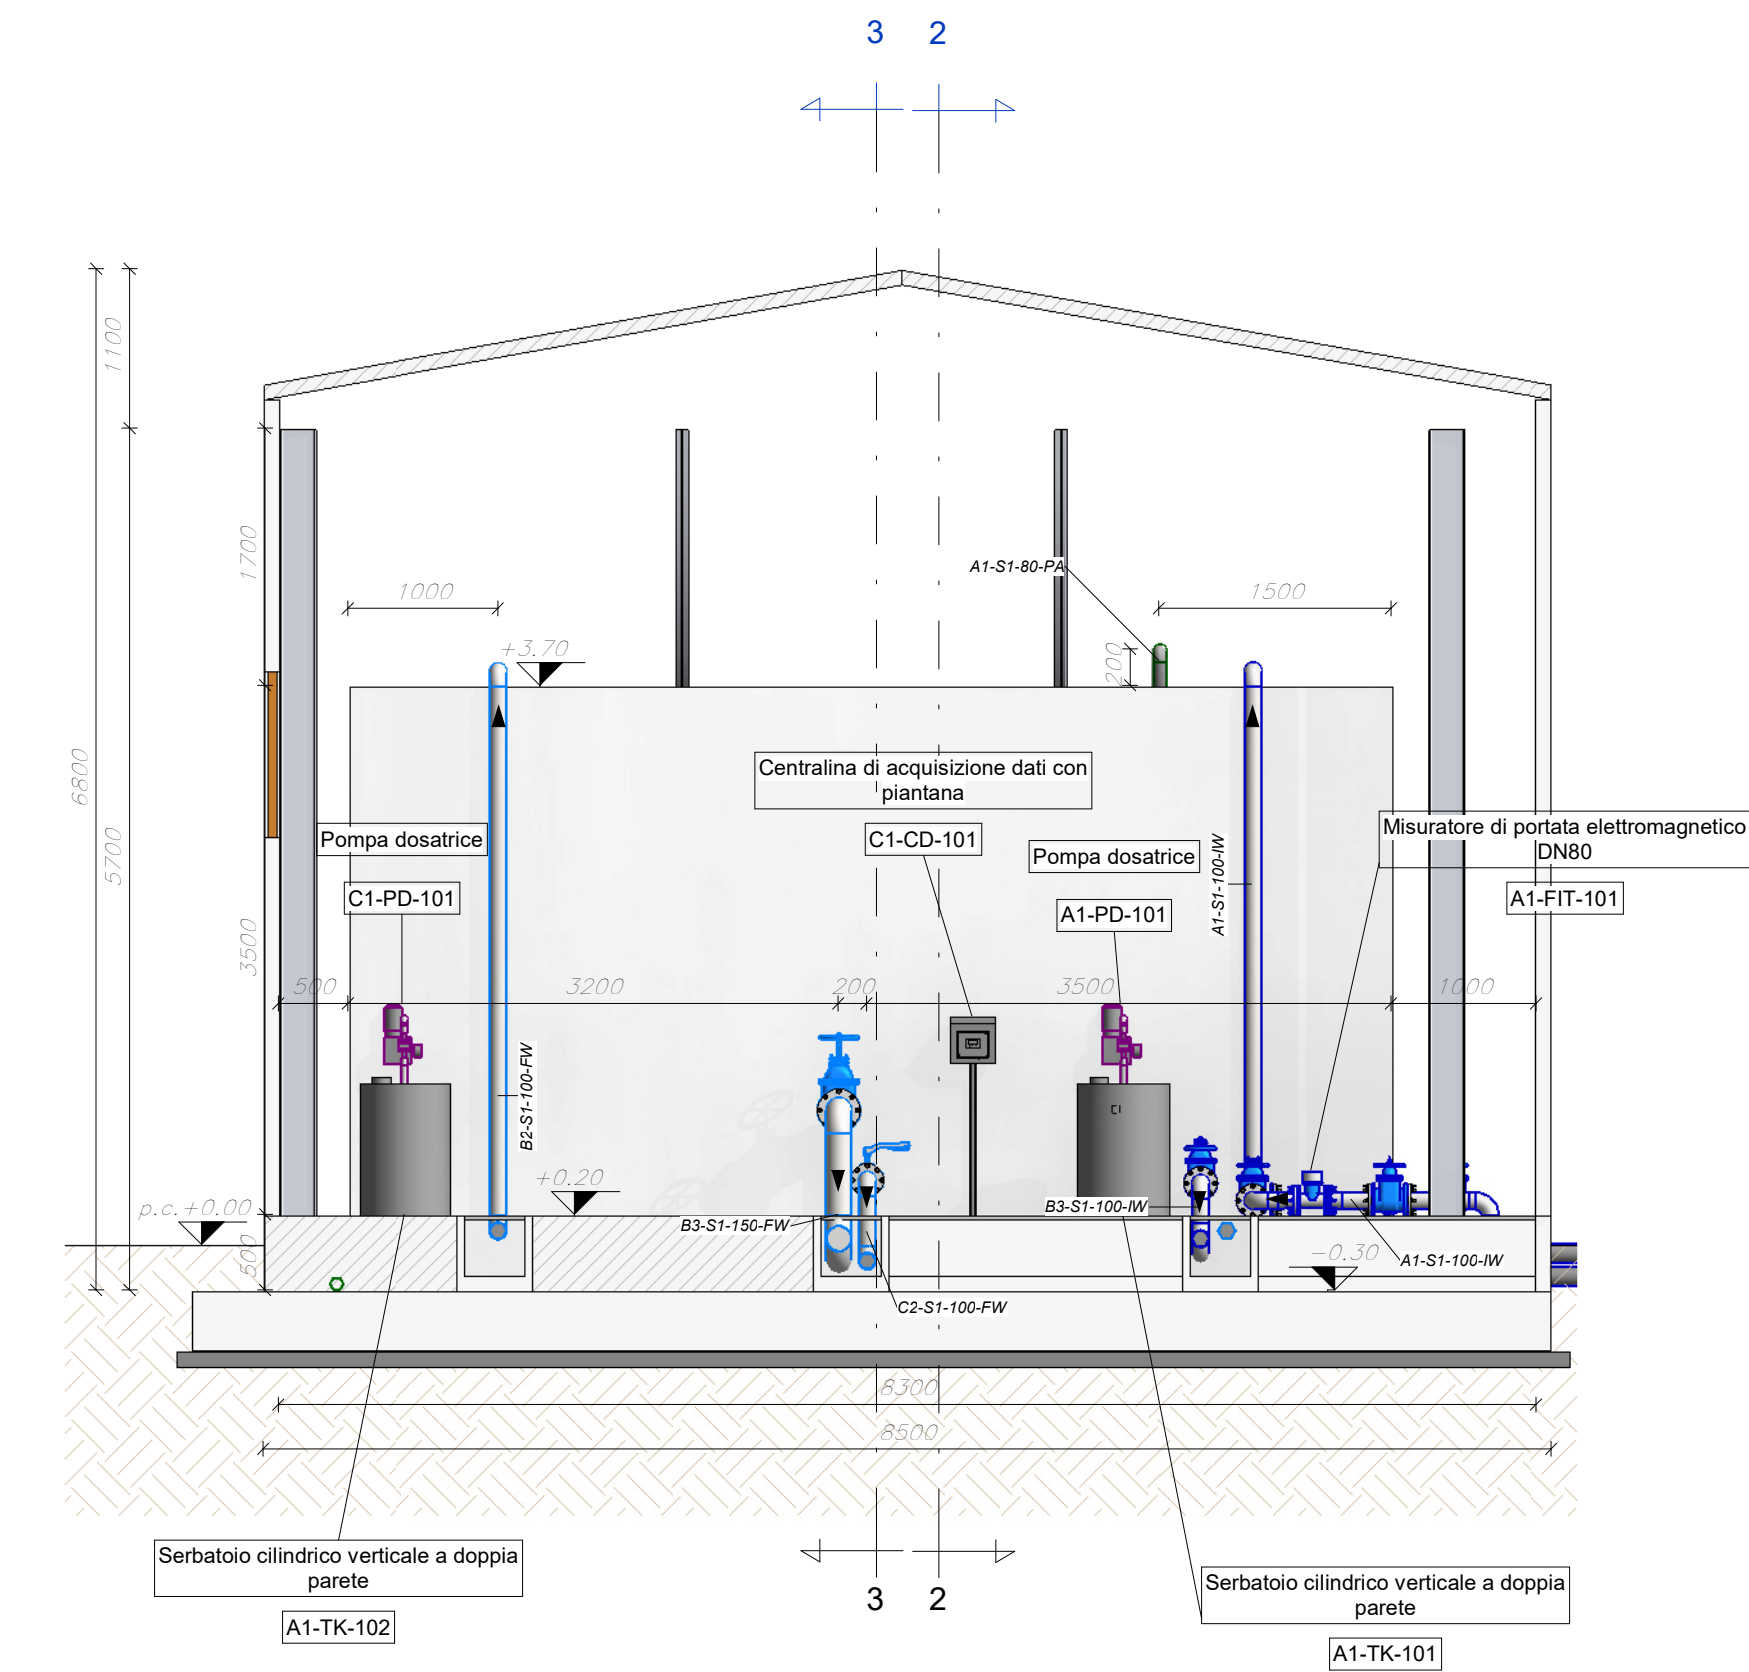 3 2
1100
1700
A1-S1-80-PA
1000
1500
+3.70
200
6800
5700
Centralina di acquisizione dati con
piantana
C1-CD-101
Pompa dosatrice
C1-PD-101
Pompa dosatrice
A1-PD-101
A1-S1-100-IW
Misuratore di portata elettromagnetico
DN80
A1-FIT-101
3500
500
3200
200
3500
1000
B2-S1-100-FW
+0.20
p.c.+0.00
B3-S1-150-FW
B3-S1-100-IW
500
-0.30
A1-S1-100-IW
C2-S1-100-FW
8300
8500
Serbatoio cilindrico verticale a doppia
parete
A1-TK-102
3 2
Serbatoio cilindrico verticale a doppia
parete
A1-TK-101